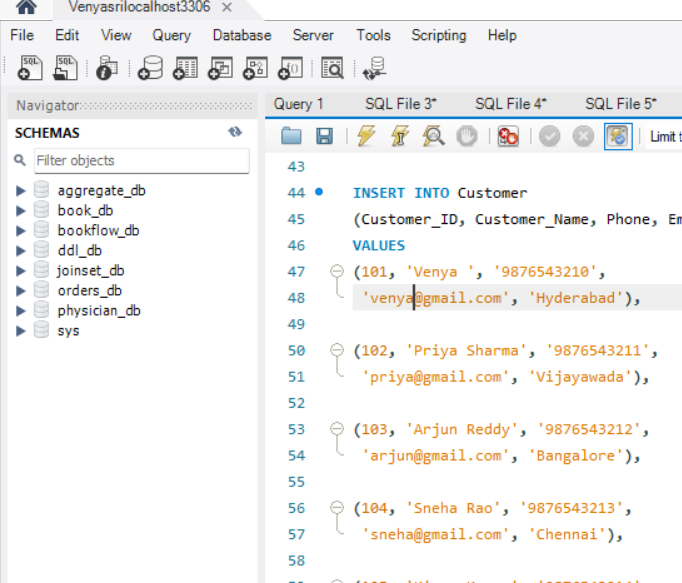 Venyasrilocalhost3306 ×
File Edit View Query Database Server Tools Scripting Help
Navigator
Query 1 SQL File 3* SQL File 4* SQL File 5*
SCHEMAS
Limit t
Filter objects
aggregate_db
book_db
bookflow_db
ddl_db
joinset_db
orders_db
physician_db
sys
43
44 INSERT INTO Customer
45 (Customer_ID, Customer_Name, Phone, Em
46 VALUES
47 (101, 'Venya ', '9876543210',
48 'venya@gmail.com', 'Hyderabad'),
49
50 (102, 'Priya Sharma', '9876543211',
51 'priya@gmail.com', 'Vijayawada'),
52
53 (103, 'Arjun Reddy', '9876543212',
54 'arjun@gmail.com', 'Bangalore'),
55
56 (104, 'Sneha Rao', '9876543213',
57 'sneha@gmail.com', 'Chennai'),
58